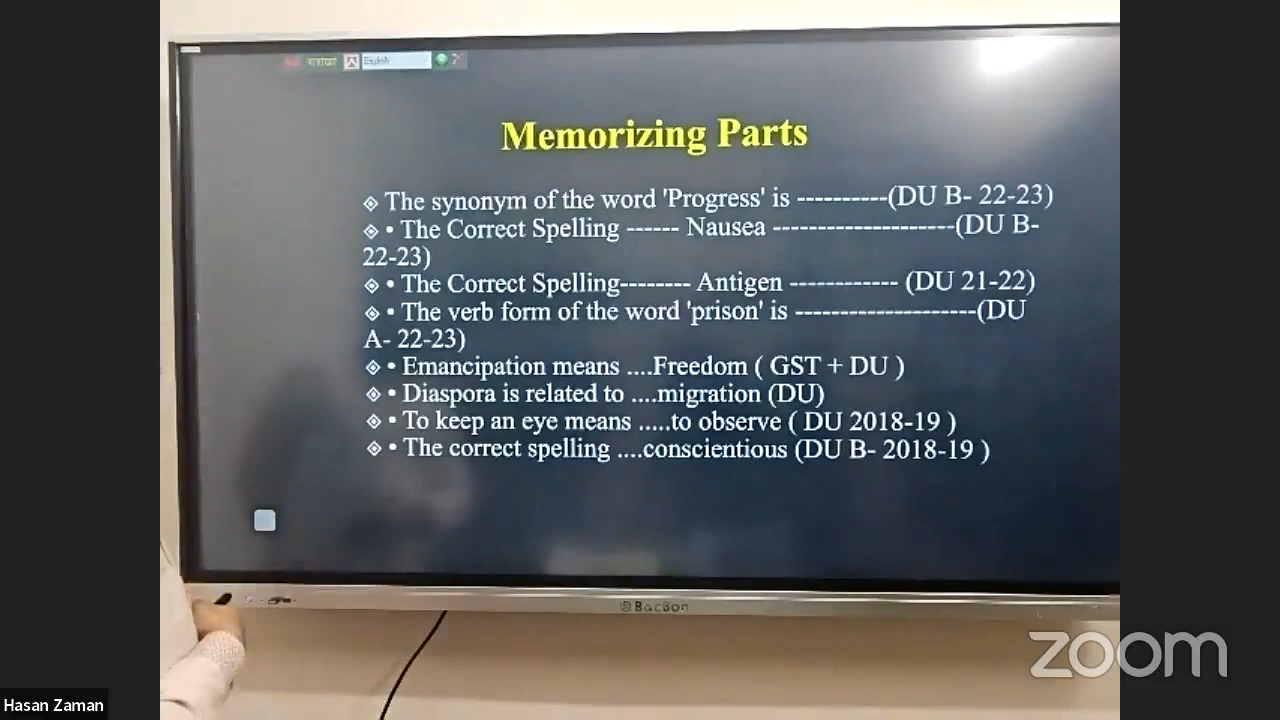 English
Memorizing Parts
◈ The synonym of the word 'Progress' is ----------(DU B- 22-23)
◈ • The Correct Spelling ------ Nausea --------------------(DU B-
22-23)
◈ • The Correct Spelling-------- Antigen ------------ (DU 21-22)
◈ • The verb form of the word 'prison' is --------------------(DU
A- 22-23)
◈ • Emancipation means ....Freedom ( GST + DU )
◈ • Diaspora is related to ....migration (DU)
◈ • To keep an eye means .....to observe ( DU 2018-19 )
◈ • The correct spelling ....conscientious (DU B- 2018-19 )
BacBon
zoom
Hasan Zaman